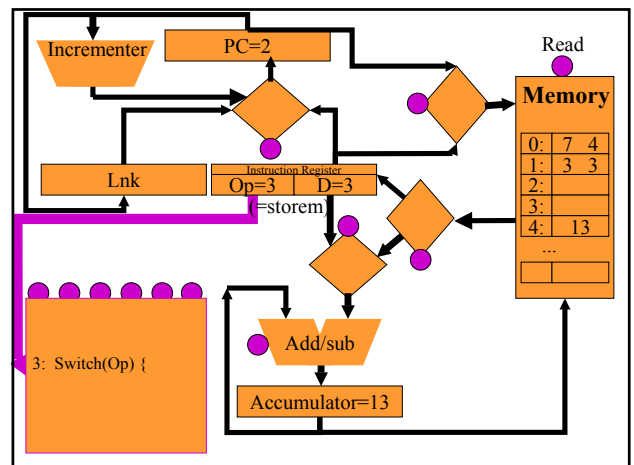 Incrementer
PC=2
Read
Memory
0: 7 4
1: 3 3
2:
3:
4: 13
...
Lnk
Instruction Register
Op=3 D=3
(=storem)
3: Switch(Op) {
Add/sub
Accumulator=13